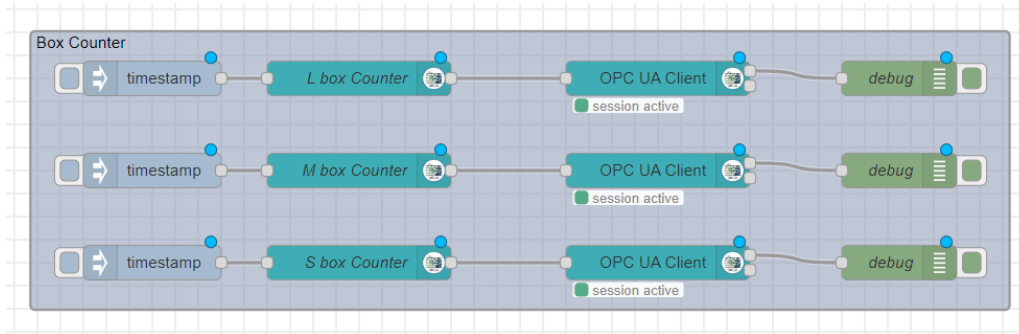 Box Counter
timestamp L box Counter OPC UA Client debug
session active
timestamp M box Counter OPC UA Client debug
session active
timestamp S box Counter OPC UA Client debug
session active